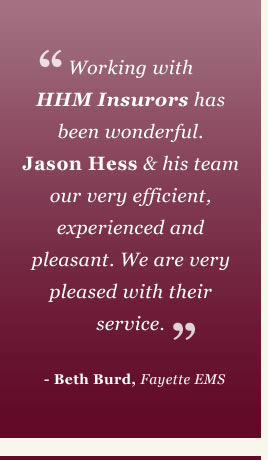 “ Working with
HHM Insurors has
been wonderful.
Jason Hess & his team
our very efficient,
experienced and
pleasant. We are very
pleased with their
service. ”
- Beth Burd, Fayette EMS